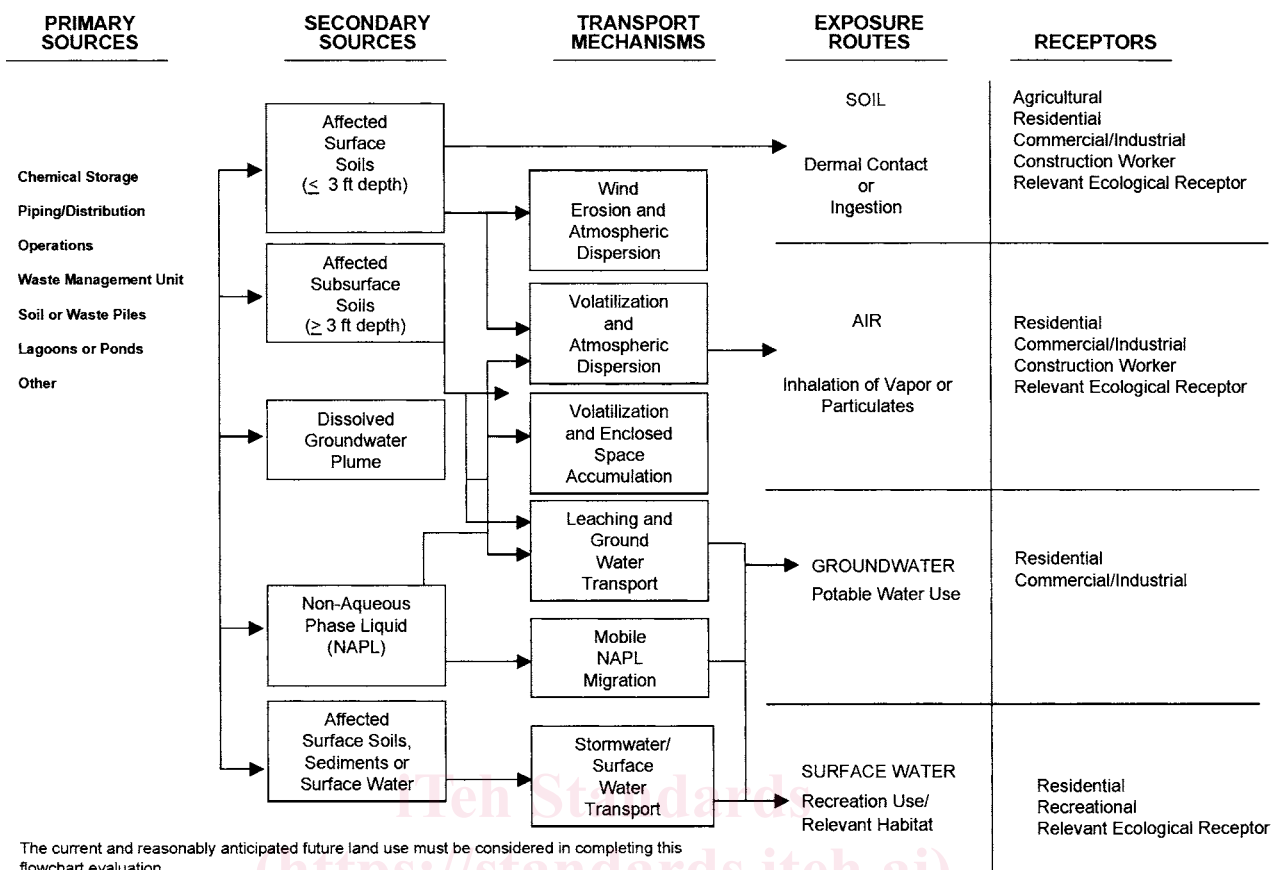 PRIMARY
SOURCES
SECONDARY
SOURCES
TRANSPORT
MECHANISMS
EXPOSURE
ROUTES
RECEPTORS
Chemical Storage
Piping/Distribution
Operations
Waste Management Unit
Soil or Waste Piles
Lagoons or Ponds
Other
Affected
Surface
Soils
(≤ 3 ft depth)
Affected
Subsurface
Soils
(≥ 3 ft depth)
Dissolved
Groundwater
Plume
Non-Aqueous
Phase Liquid
(NAPL)
Affected
Surface Soils,
Sediments or
Surface Water
Wind
Erosion and
Atmospheric
Dispersion
Volatilization
and
Atmospheric
Dispersion
Volatilization
and Enclosed
Space
Accumulation
Leaching and
Ground
Water
Transport
Mobile
NAPL
Migration
Stormwater/
Surface
Water
Transport
SOIL
Dermal Contact
or
Ingestion
Agricultural
Residential
Commercial/Industrial
Construction Worker
Relevant Ecological Receptor
AIR
Inhalation of Vapor or
Particulates
Residential
Commercial/Industrial
Construction Worker
Relevant Ecological Receptor
GROUNDWATER
Potable Water Use
Residential
Commercial/Industrial
SURFACE WATER
Recreation Use/
Relevant Habitat
Residential
Recreational
Relevant Ecological Receptor
iTeh Standards
(https://standards.iteh.ai)
The current and reasonably anticipated future land use must be considered in completing this
flowchart evaluation